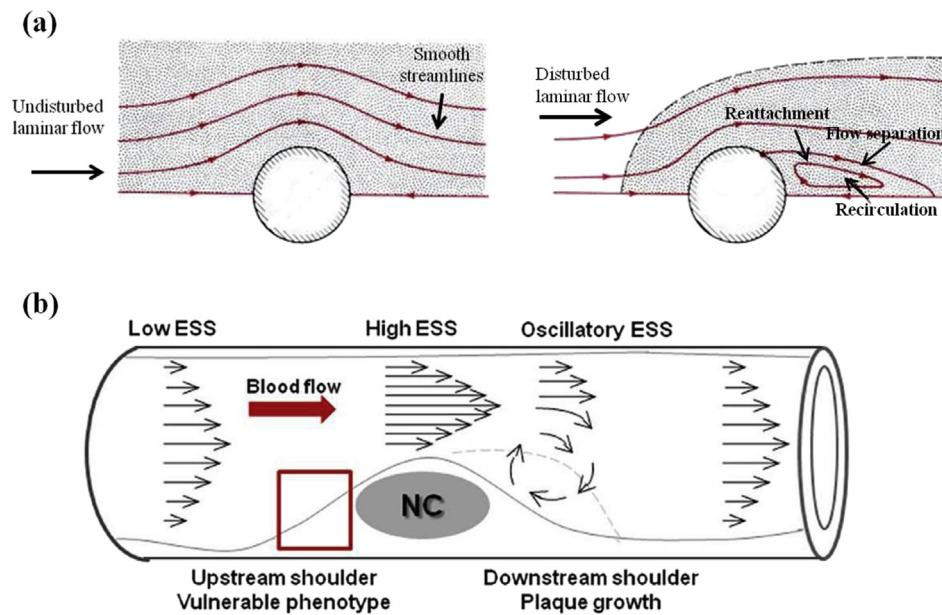 (a)
Undisturbed
laminar flow
Smooth
streamlines
Disturbed
laminar flow
Reattachment
Flow separation
Recirculation
(b)
Low ESS
High ESS
Oscillatory ESS
Blood flow
NC
Upstream shoulder
Vulnerable phenotype
Downstream shoulder
Plaque growth